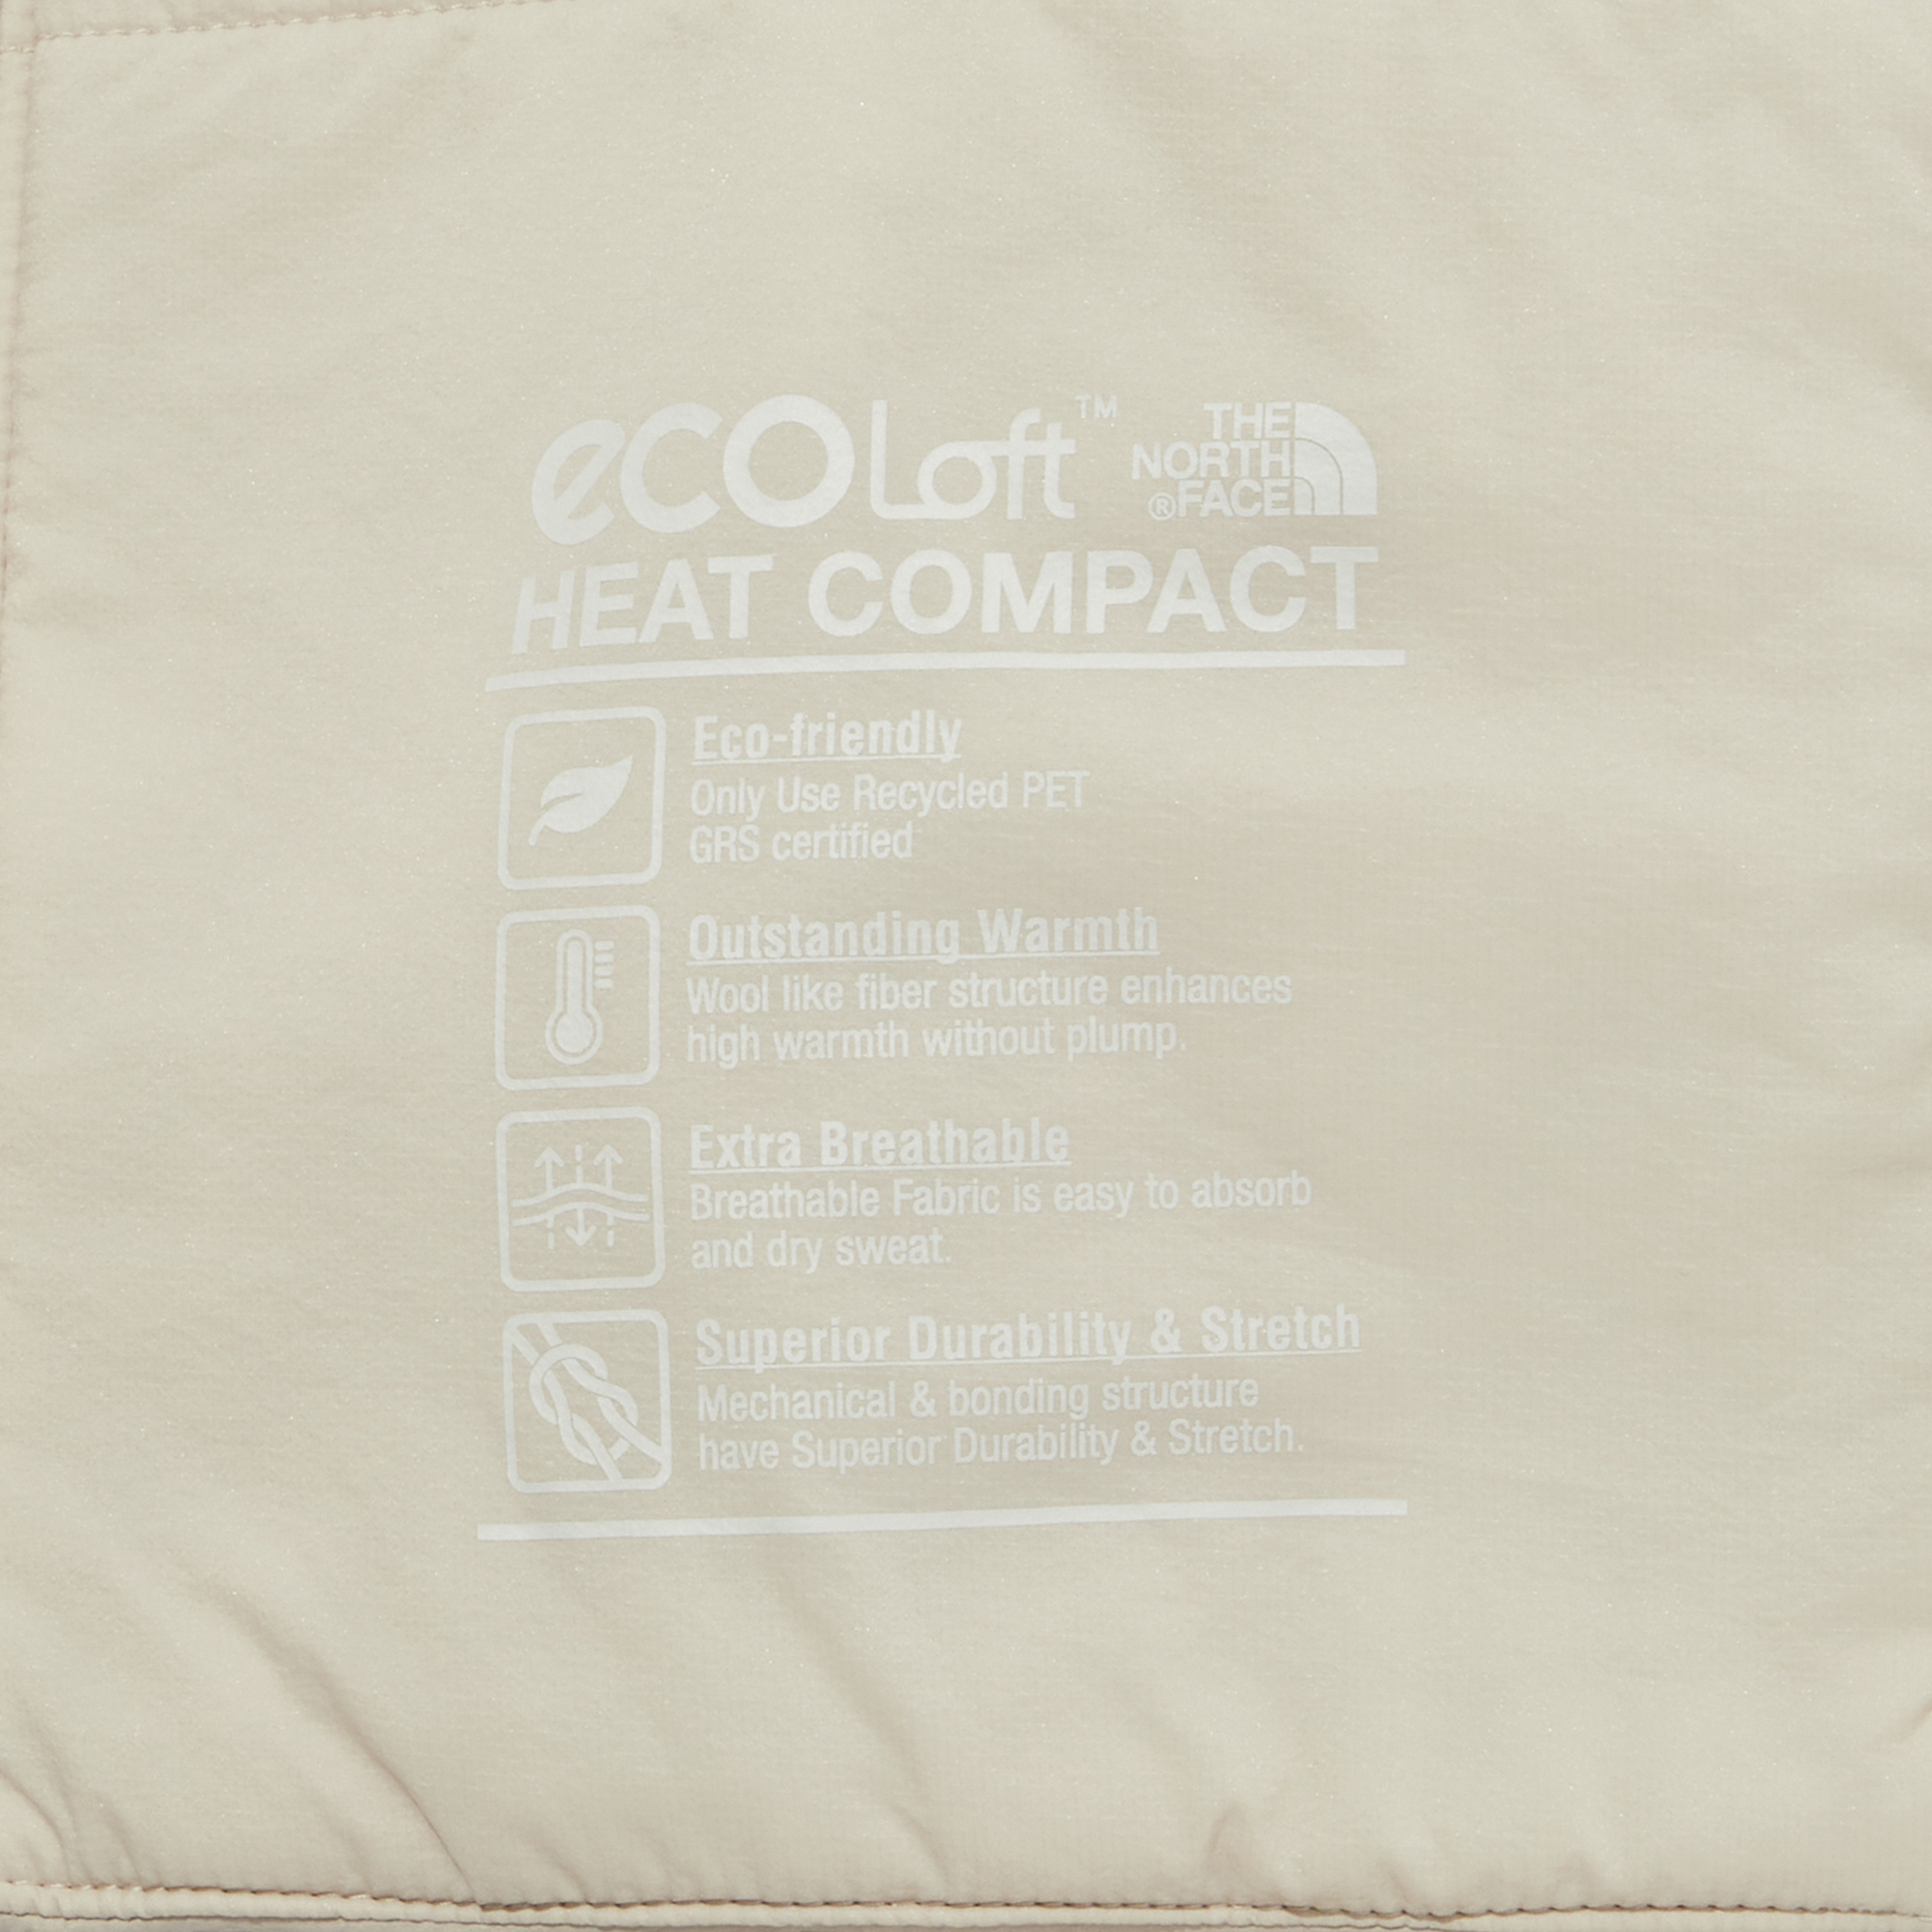 eCOLoft™
THE
NORTH
®FACE
HEAT COMPACT
Eco-friendly
Only Use Recycled PET
GRS certified
Outstanding Warmth
Wool like fiber structure enhances
high warmth without plump.
Extra Breathable
Breathable Fabric is easy to absorb
and dry sweat.
Superior Durability & Stretch
Mechanical & bonding structure
have Superior Durability & Stretch.